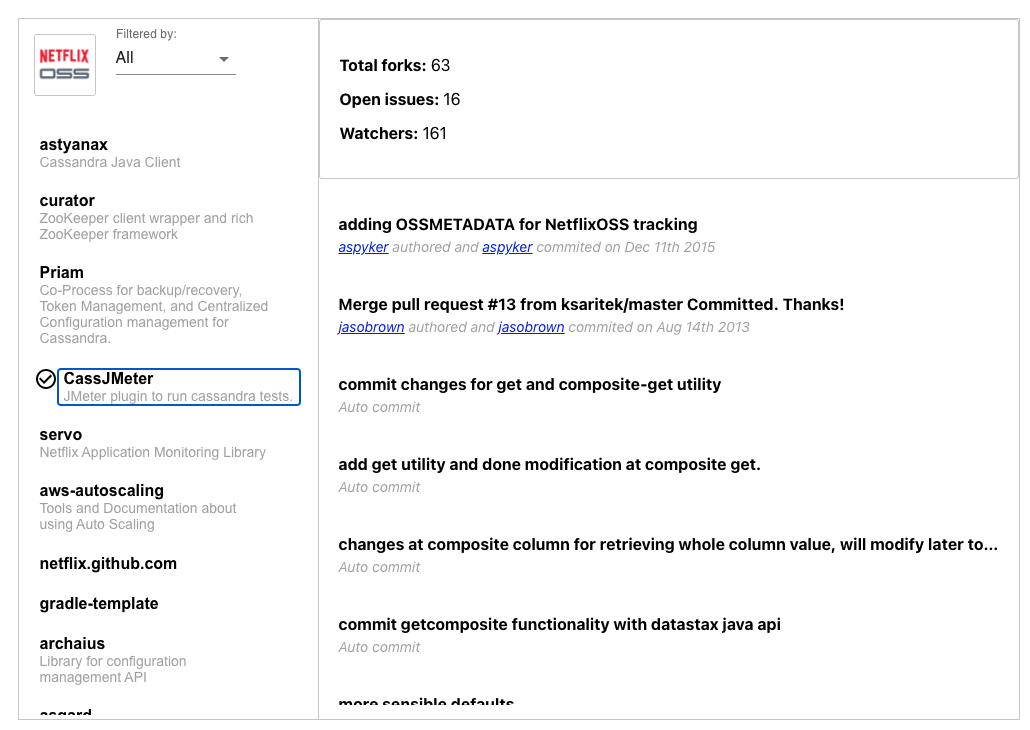 NETFLIX
OSS
Filtered by:
All
astyanax
Cassandra Java Client
curator
ZooKeeper client wrapper and rich
ZooKeeper framework
Priam
Co-Process for backup/recovery,
Token Management, and Centralized
Configuration management for
Cassandra.
CassJMeter
JMeter plugin to run cassandra tests.
servo
Netflix Application Monitoring Library
aws-autoscaling
Tools and Documentation about
using Auto Scaling
netflix.github.com
gradle-template
archaius
Library for configuration
management API
asgard
Total forks: 63
Open issues: 16
Watchers: 161
adding OSSMETADATA for NetflixOSS tracking
aspyker authored and aspyker commited on Dec 11th 2015
Merge pull request #13 from ksaritek/master Committed. Thanks!
jasobrown authored and jasobrown commited on Aug 14th 2013
commit changes for get and composite-get utility
Auto commit
add get utility and done modification at composite get.
Auto commit
changes at composite column for retrieving whole column value, will modify later to...
Auto commit
commit getcomposite functionality with datastax java api
Auto commit
more sensible defaults